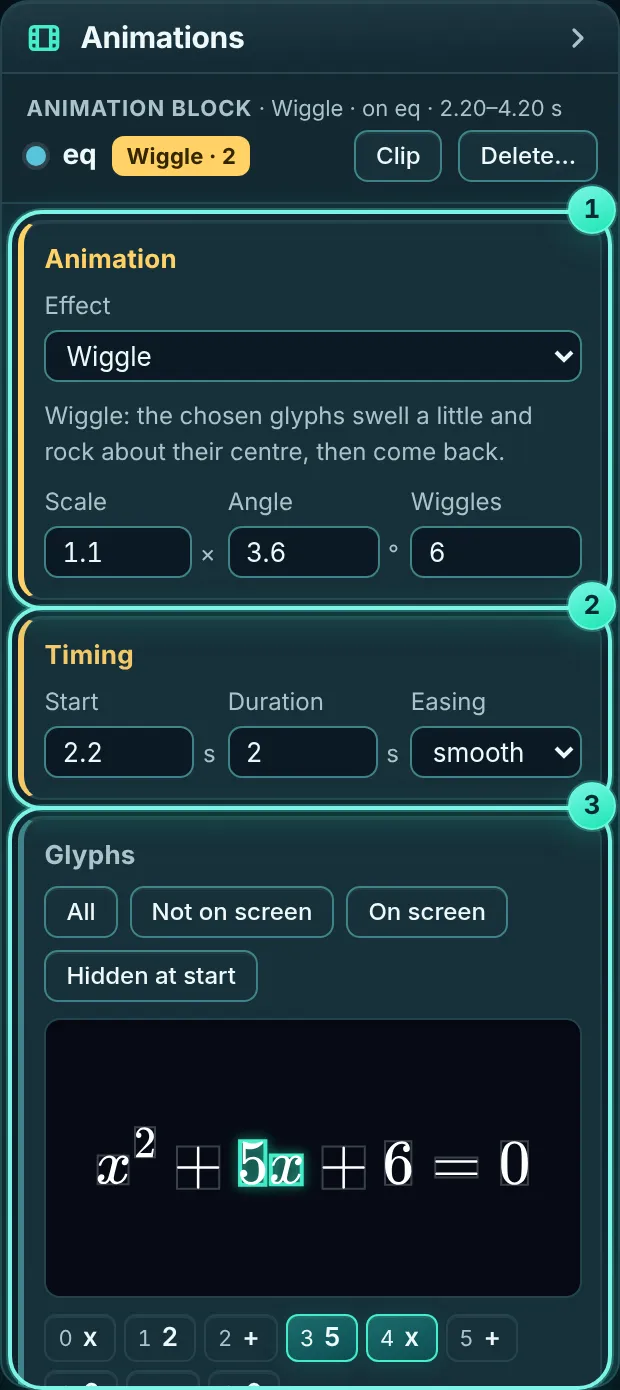 Animations
ANIMATION BLOCK · Wiggle · on eq · 2.20–4.20 s
eq Wiggle · 2 Clip Delete...
1
Animation
Effect
Wiggle
Wiggle: the chosen glyphs swell a little and
rock about their centre, then come back.
Scale Angle Wiggles
1.1 × 3.6 ° 6
2
Timing
Start Duration Easing
2.2 s 2 s smooth
3
Glyphs
All Not on screen On screen
Hidden at start
x² + 5x + 6 = 0
0 x 1 2 2 + 3 5 4 x 5 +